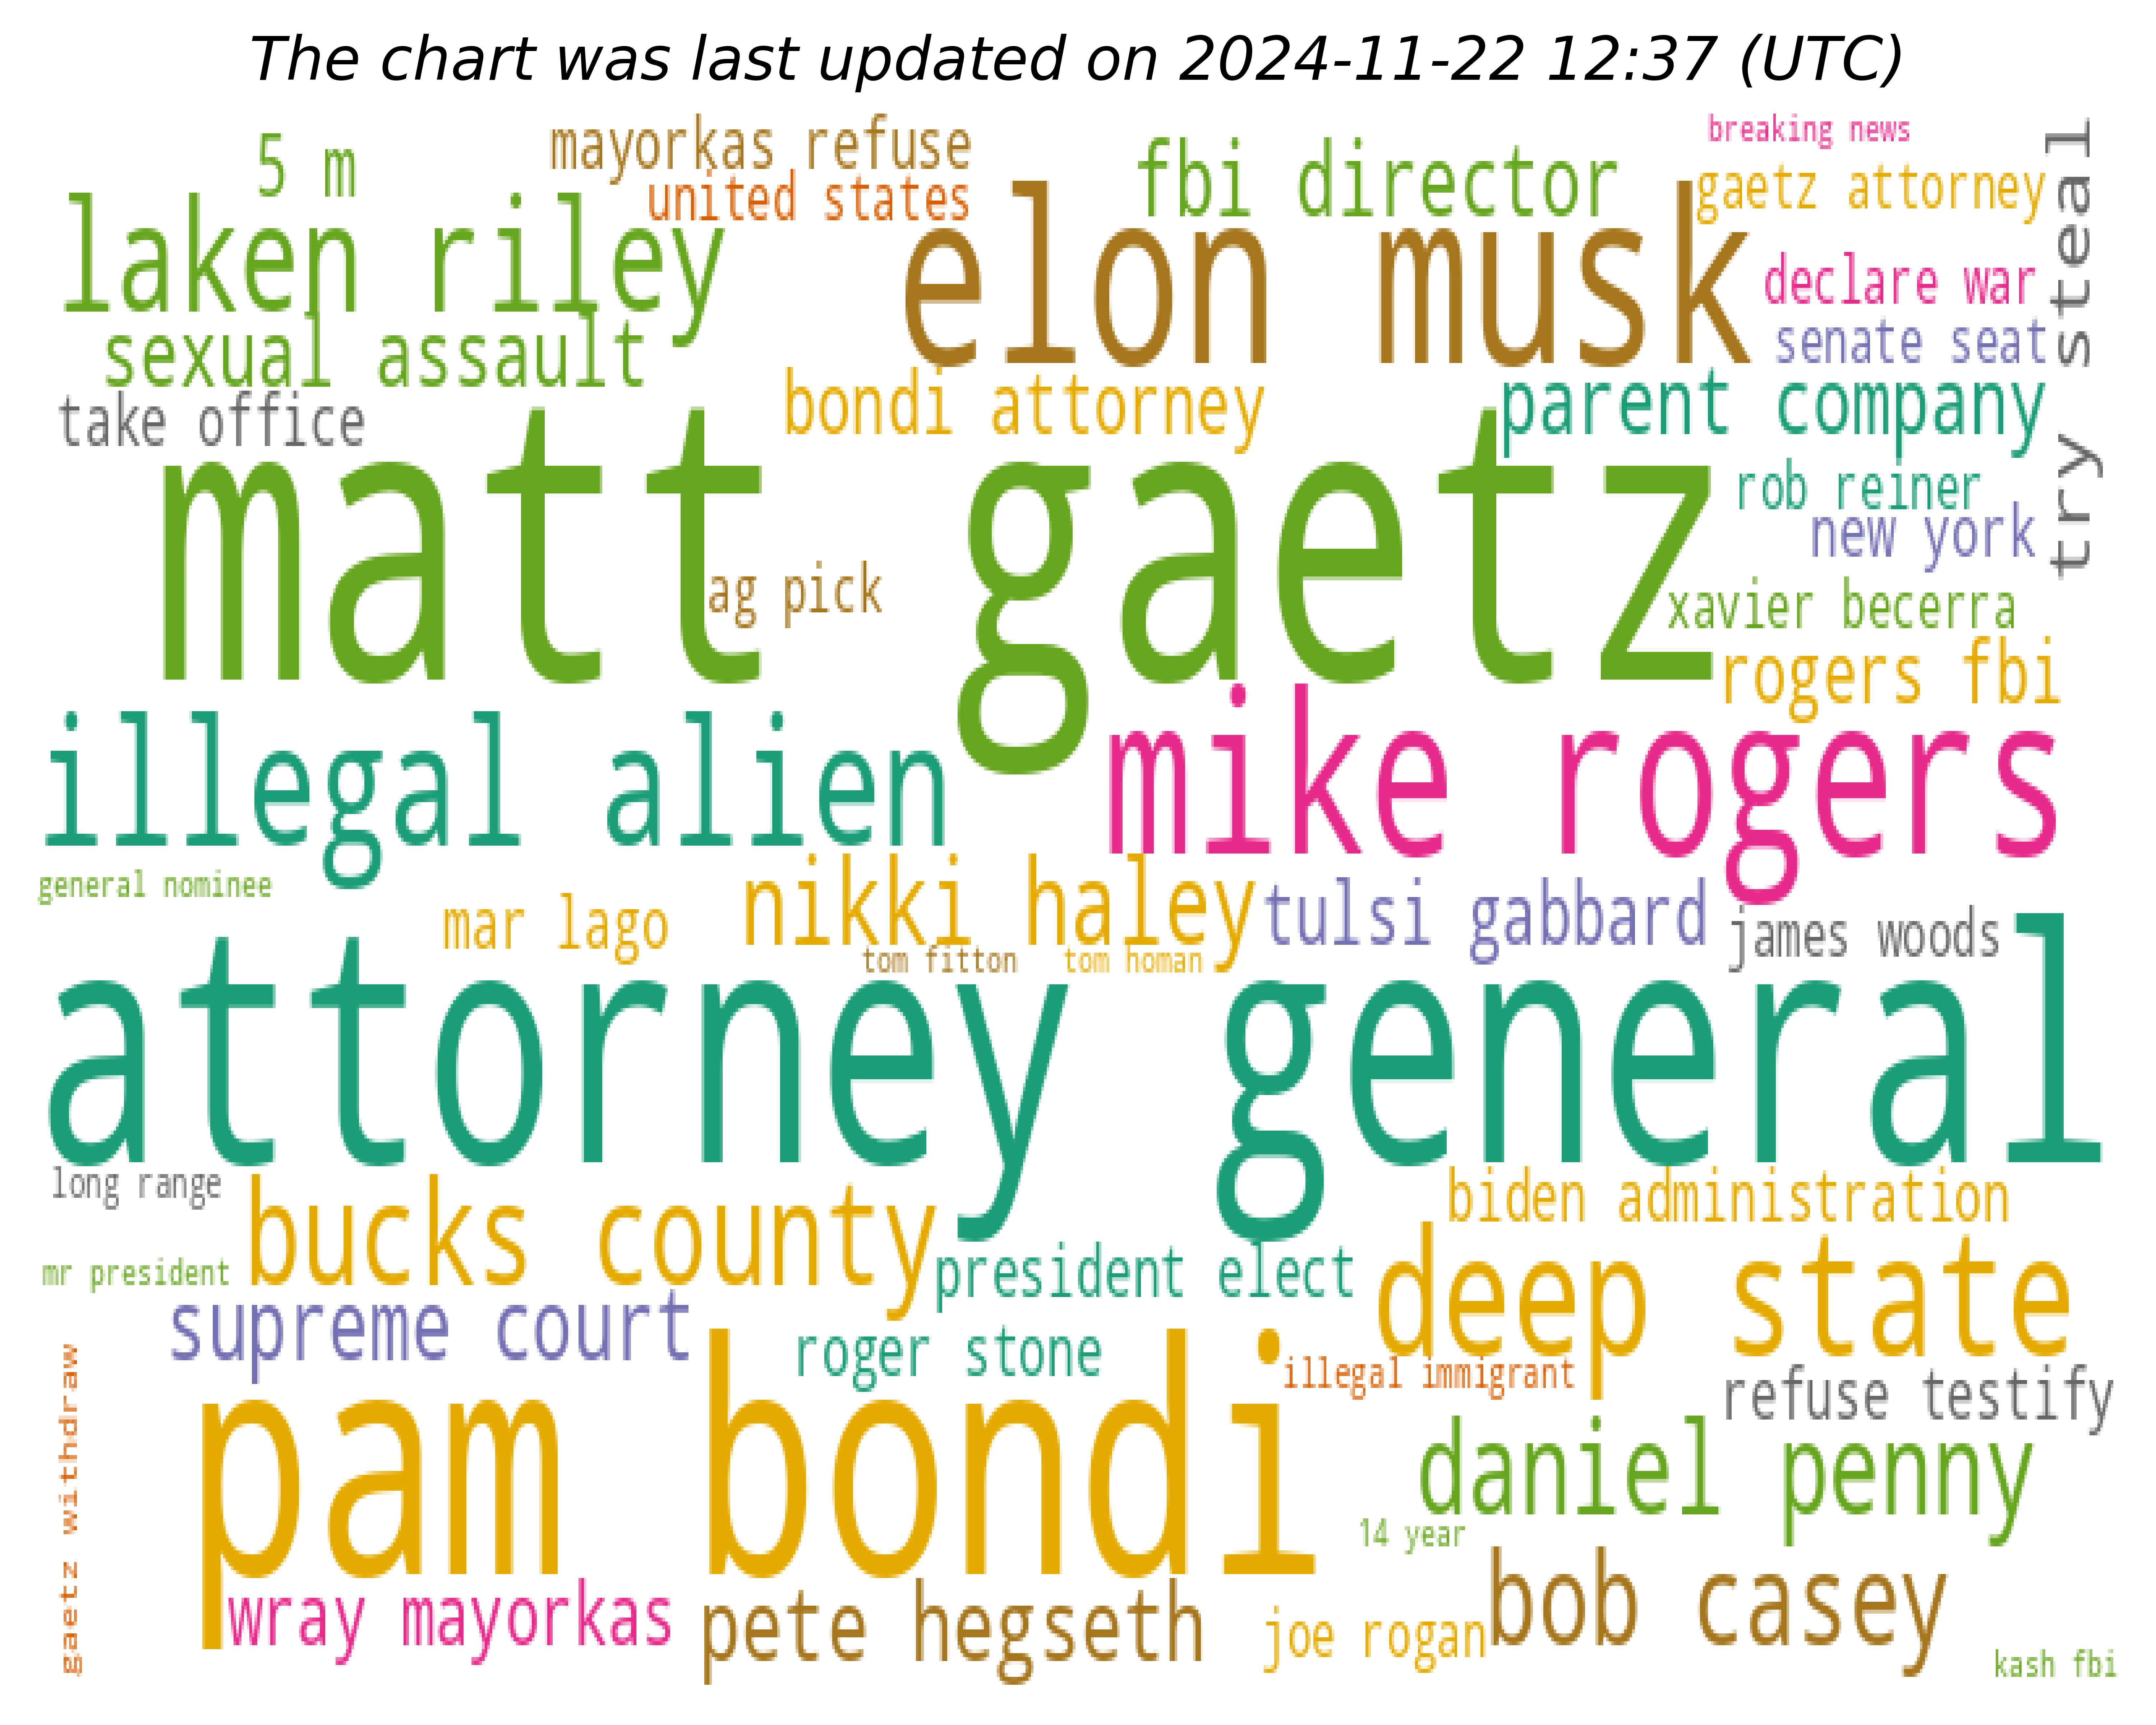 The chart was last updated on 2024-11-22 12:37 (UTC)
breaking news
mayorkas refuse
5 m
fbi director
gaetz attorney
united states
try steal
laken riley
elon musk
declare war
senate seat
sexual assault
take office
bondi attorney
parent company
matt gaetz
rob reiner
new york
ag pick
xavier becerra
rogers fbi
illegal alien
mike rogers
general nominee
mar lago
nikki haley
tulsi gabbard
james woods
tom fitton
tom homan
attorney general
long range
bucks county
biden administration
mr president
president elect
deep state
supreme court
roger stone
illegal immigrant
refuse testify
gaetz withdraw
pam bondi
daniel penny
14 year
wray mayorkas
pete hegseth
joe rogan
bob casey
kash fbi